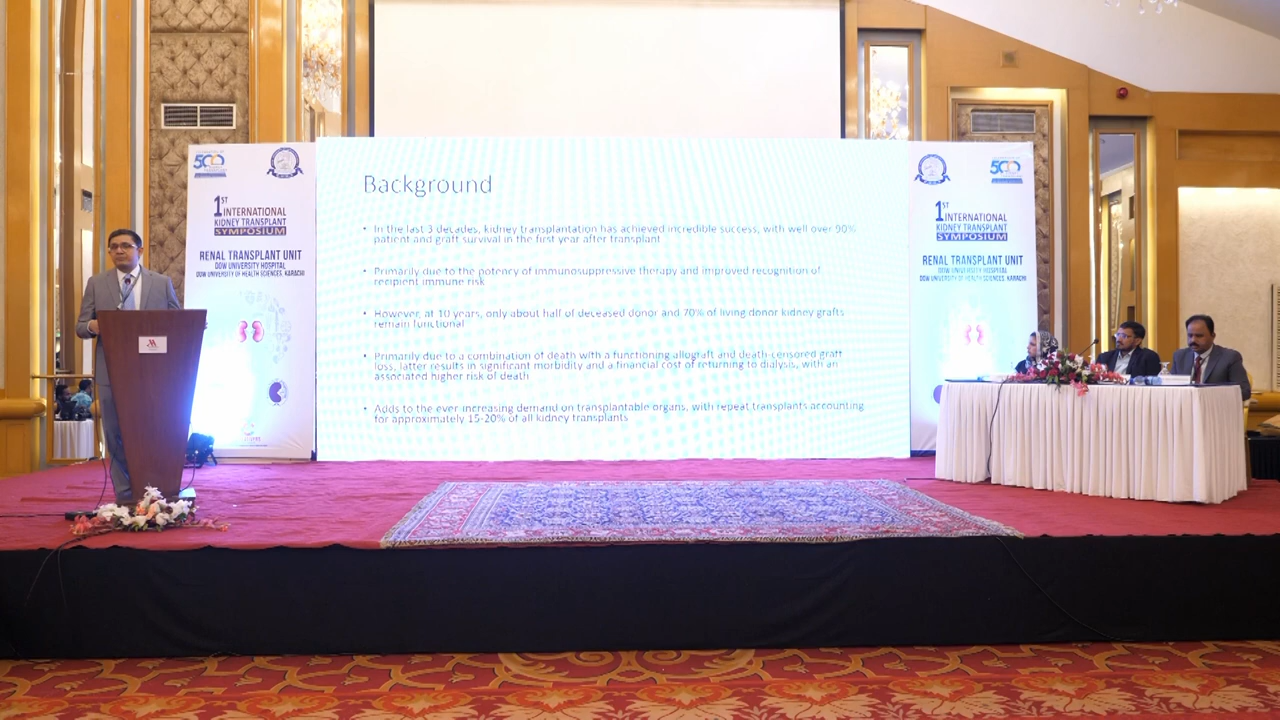 500
1ST
INTERNATIONAL
KIDNEY TRANSPLANT
SYMPOSIUM
RENAL TRANSPLANT UNIT
DOW UNIVERSITY HOSPITAL
DOW UNIVERSITY OF HEALTH SCIENCES, KARACHI
Background
• In the last 3 decades, kidney transplantation has achieved incredible success, with well over 90%
patient and graft survival in the first year after transplant
• Primarily due to the potency of immunosuppressive therapy and improved recognition of
recipient immune risk
• However, at 10 years, only about half of deceased donor and 70% of living donor kidney grafts
remain functional
• Primarily due to a combination of death with a functioning allograft and death-censored graft
loss, latter results in significant morbidity and a financial cost of returning to dialysis, with an
associated higher risk of death
• Adds to the ever increasing demand on transplantable organs, with repeat transplants accounting
for approximately 15-20% of all kidney transplants
500
1ST
INTERNATIONAL
KIDNEY TRANSPLANT
SYMPOSIUM
RENAL TRANSPLANT UNIT
DOW UNIVERSITY HOSPITAL
DOW UNIVERSITY OF HEALTH SCIENCES, KARACHI